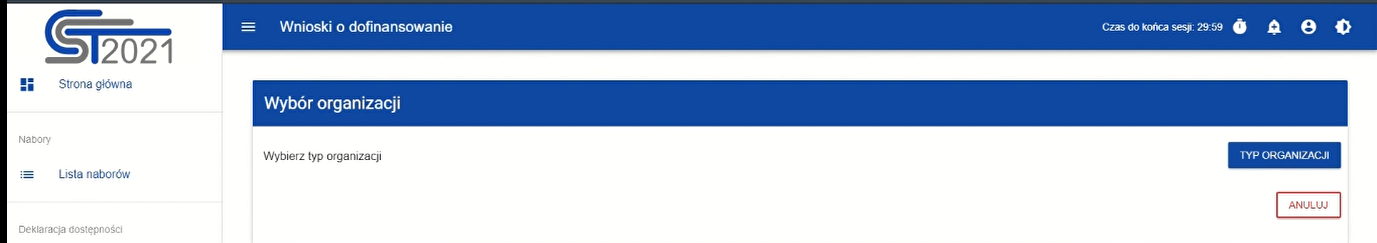 CST2021
Wnioski o dofinansowanie
Czas do końca sesji: 29:59
Strona główna
Wybór organizacji
Nabory
Wybierz typ organizacji
TYP ORGANIZACJI
Lista naborów
ANULUJ
Deklaracja dostępności